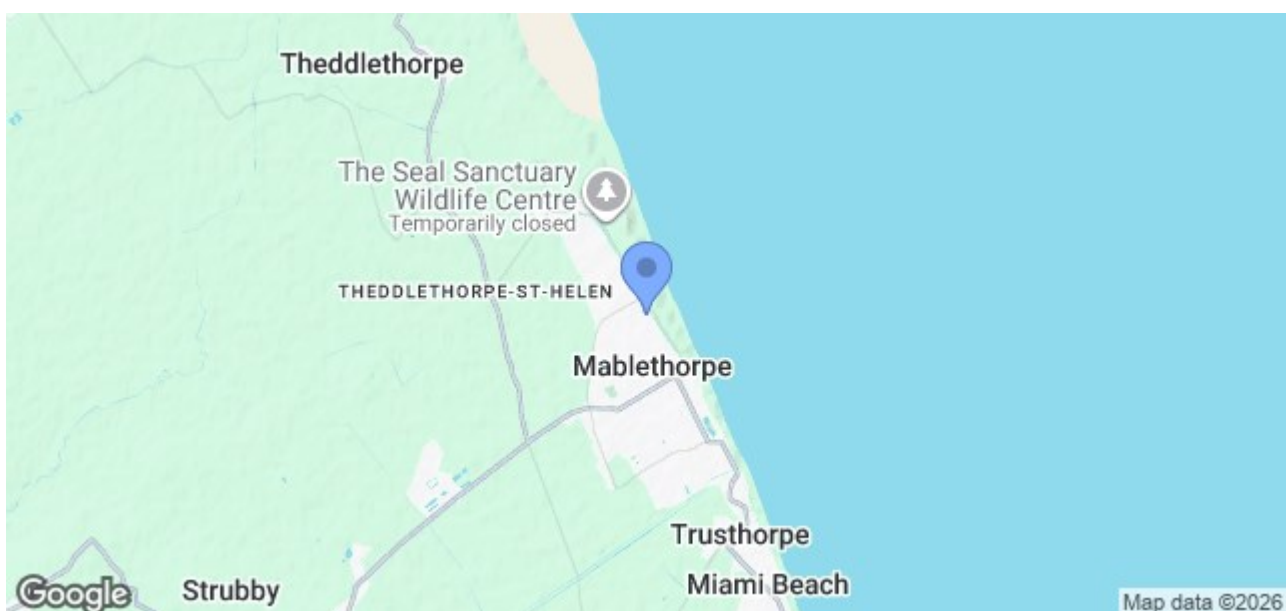 Theddlethorpe
The Seal Sanctuary
Wildlife Centre
Temporarily closed
THEDDLETHORPE-ST-HELEN
Mablethorpe
Trusthorpe
Miami Beach
Strubby
Google
Map data ©2026